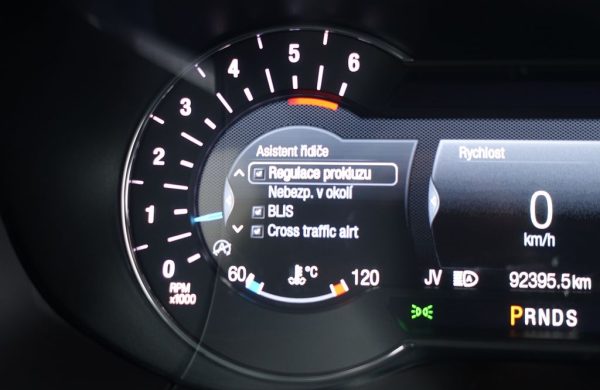 6
5
4
3
2
1
0
RPM
x1000
Asistent řidiče
Regulace prokluzu
Nebezp. v okolí
BLIS
Cross traffic alrt
60 °C 120
Rychlost
0
km/h
JV A 92395.5 km
PRNDS